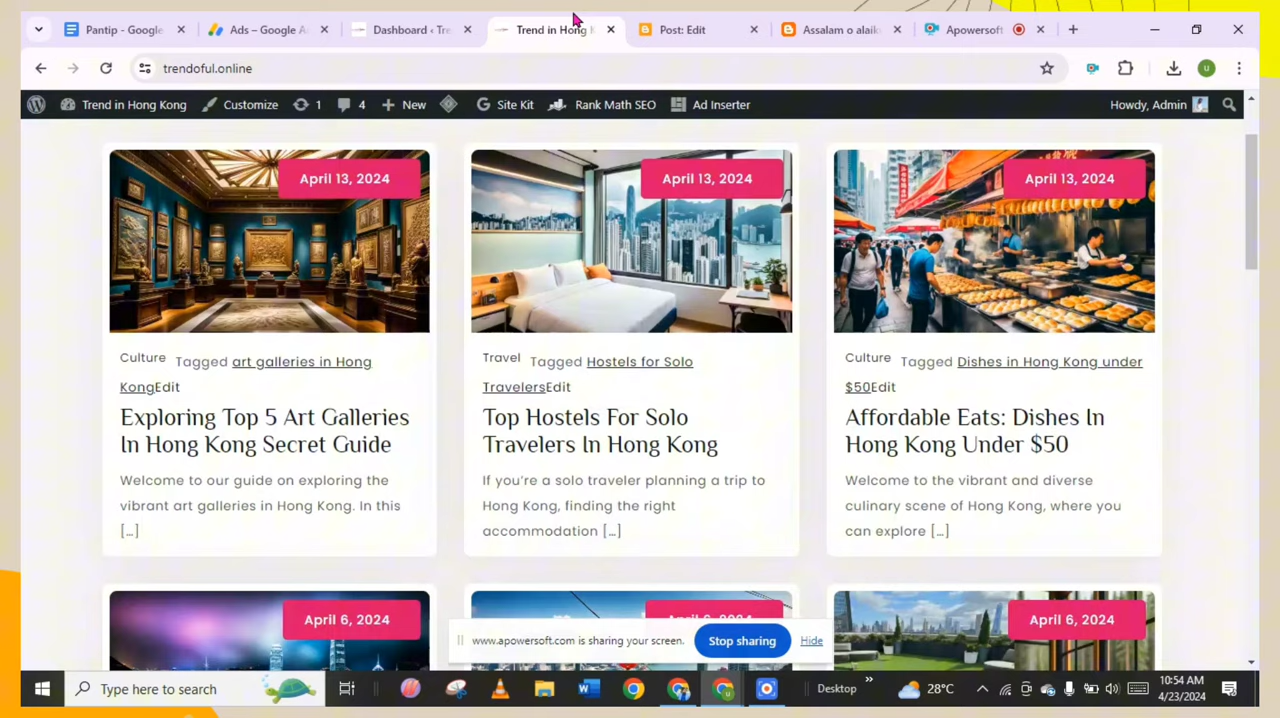 Pantip - Google
Ads – Google A
Dashboard ‹ Tre
Trend in Hong K
Post: Edit
Assalam o alaik
Apowersoft
trendoful.online
Trend in Hong Kong
Customize
1
4
New
Site Kit
Rank Math SEO
Ad Inserter
Howdy, Admin
April 13, 2024
April 13, 2024
April 13, 2024
Culture Tagged art galleries in Hong
KongEdit
Exploring Top 5 Art Galleries
In Hong Kong Secret Guide
Welcome to our guide on exploring the
vibrant art galleries in Hong Kong. In this
[...]
Travel Tagged Hostels for Solo
TravelersEdit
Top Hostels For Solo
Travelers In Hong Kong
If you're a solo traveler planning a trip to
Hong Kong, finding the right
accommodation [...]
Culture Tagged Dishes in Hong Kong under
$50Edit
Affordable Eats: Dishes In
Hong Kong Under $50
Welcome to the vibrant and diverse
culinary scene of Hong Kong, where you
can explore [...]
April 6, 2024
April 6, 2024
April 6, 2024
www.apowersoft.com is sharing your screen.
Stop sharing
Hide
Type here to search
Desktop
28°C
10:54 AM
4/23/2024